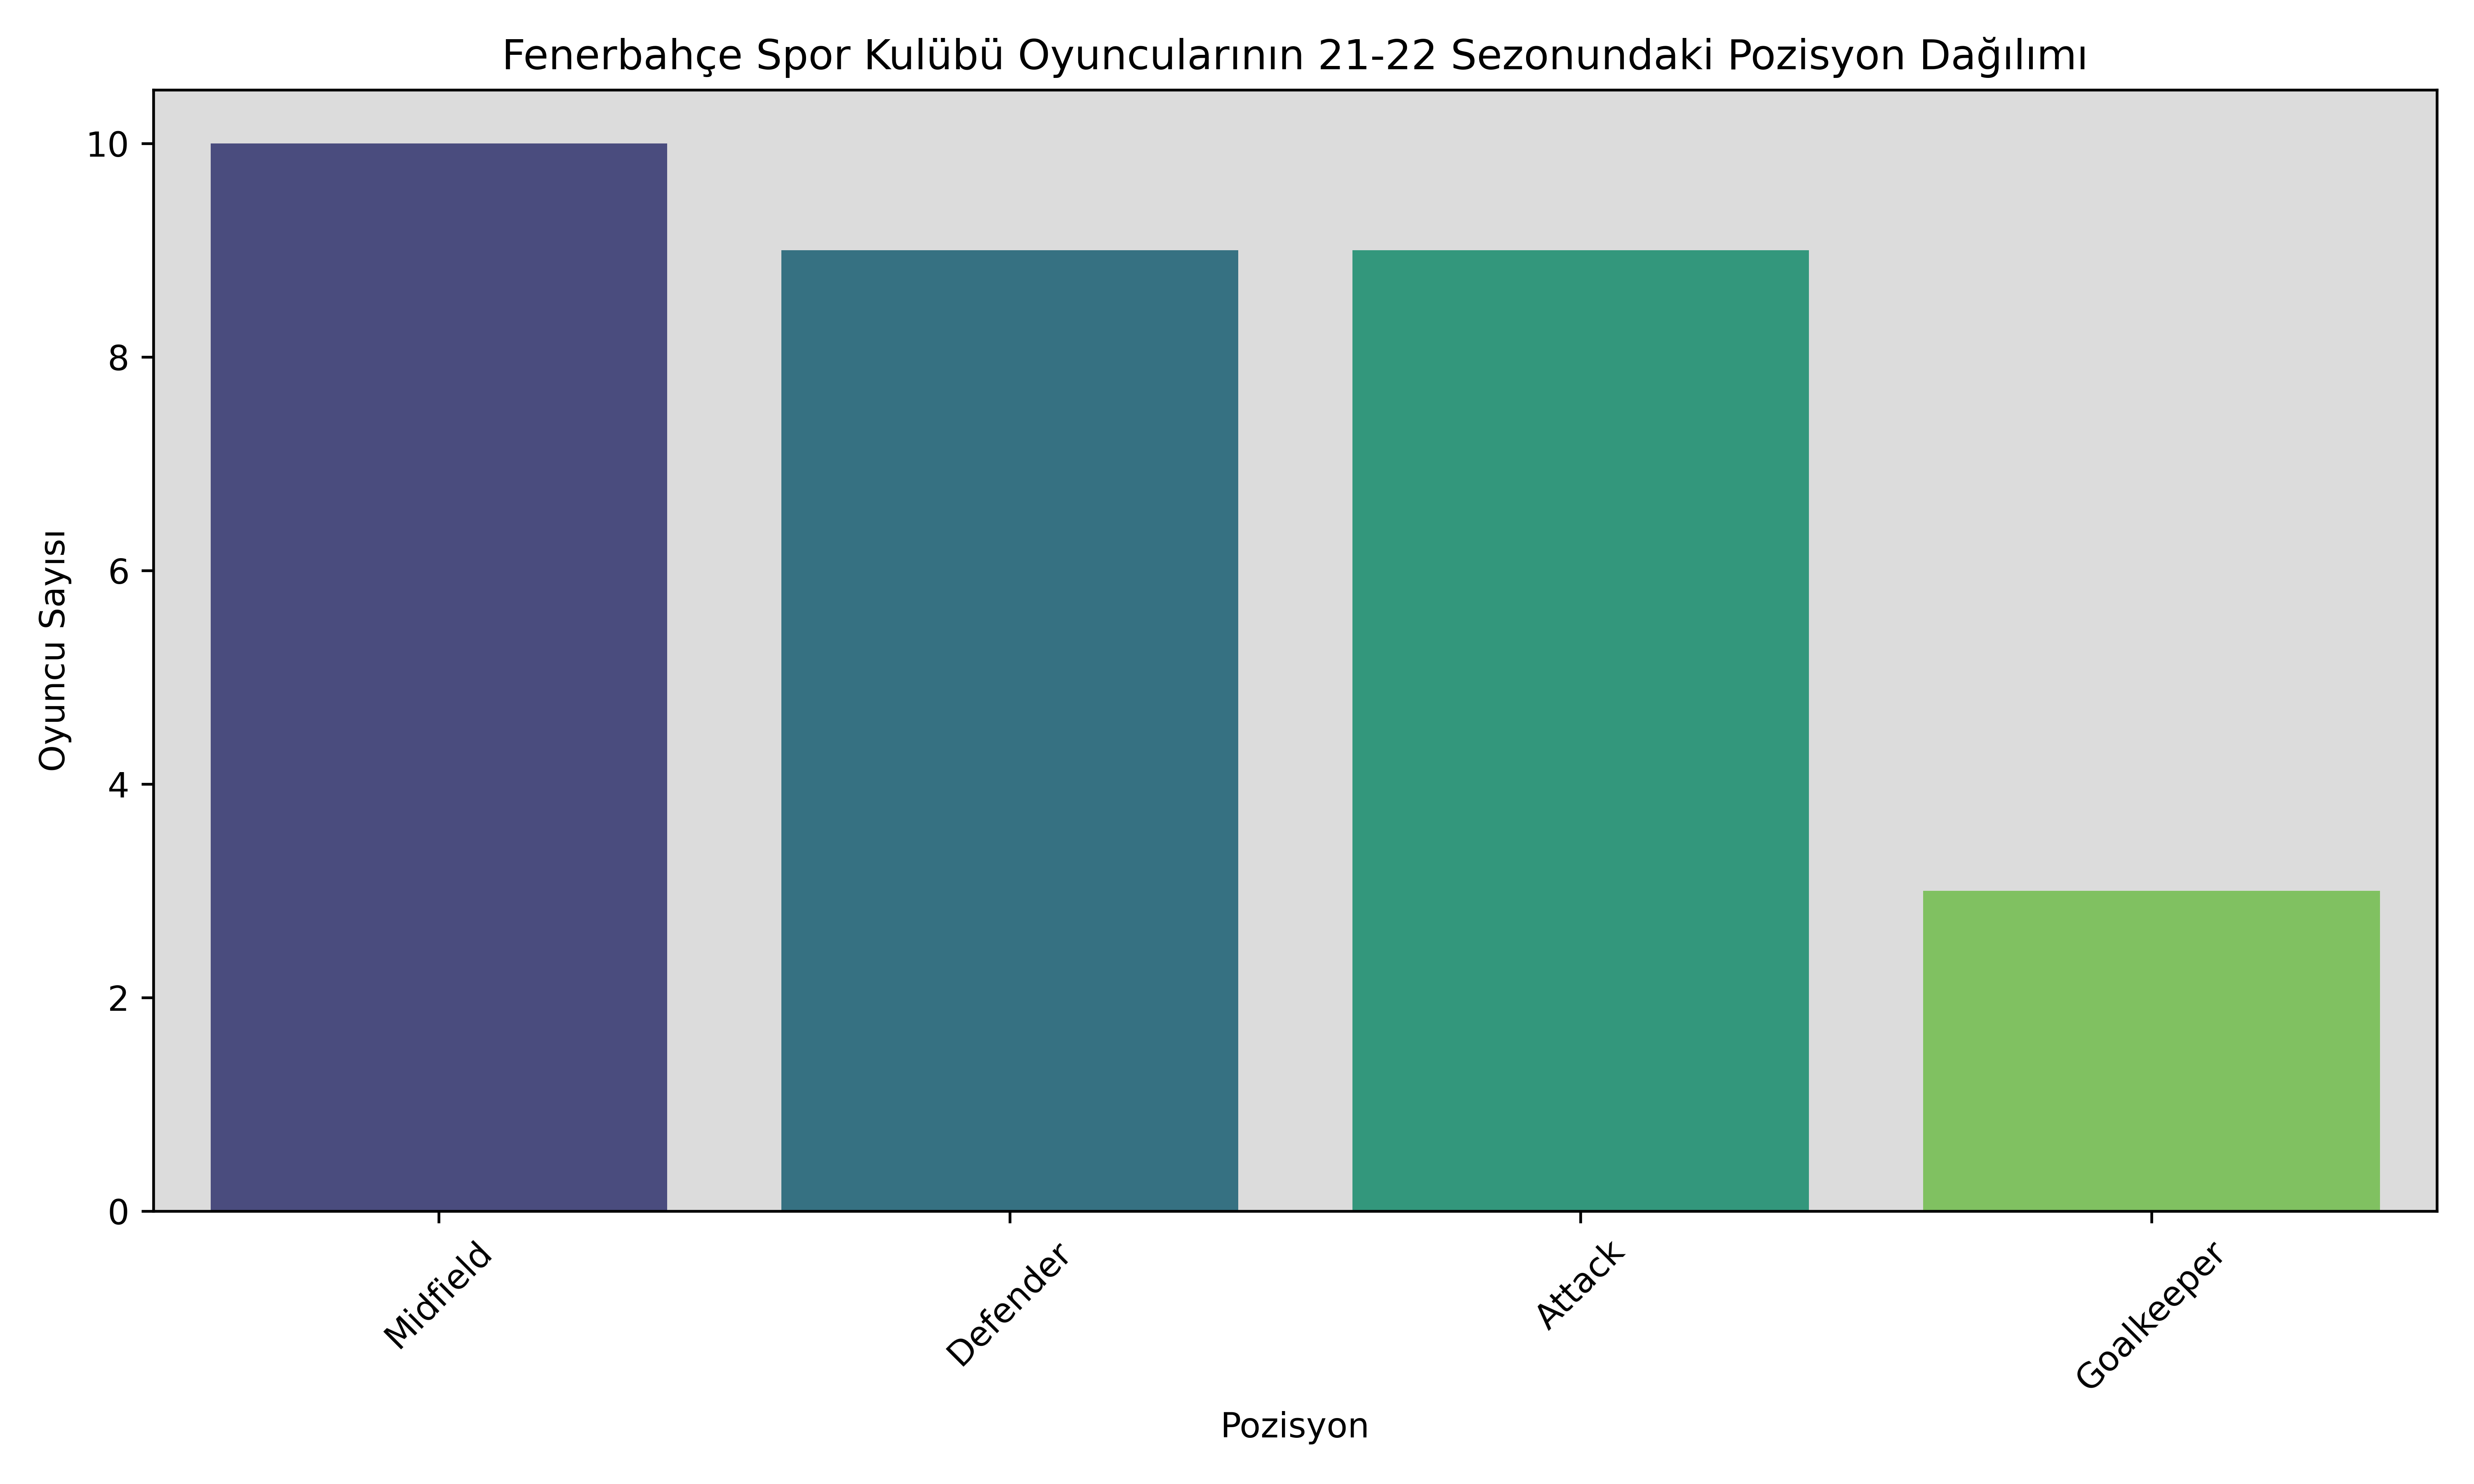 Fenerbahçe Spor Kulübü Oyuncularının 21-22 Sezonundaki Pozisyon Dağılımı
10
8
6
4
2
0
Oyuncu Sayısı
Midfield
Defender
Attack
Goalkeeper
Pozisyon